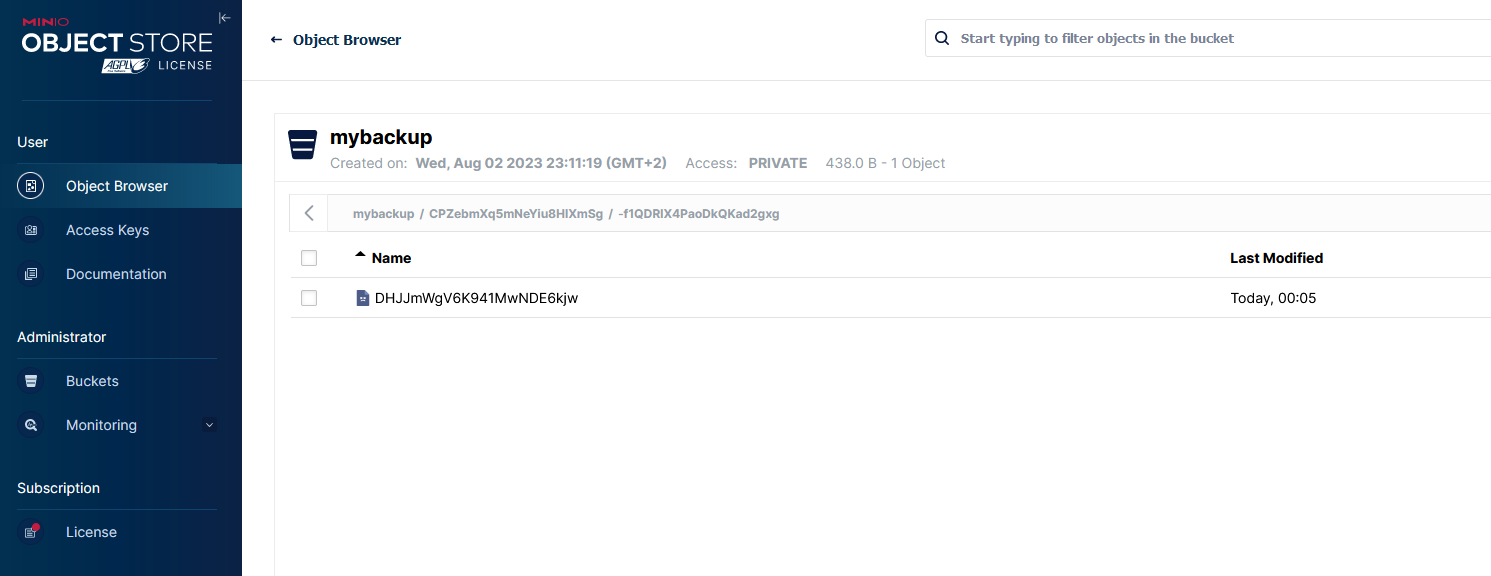 MINIO
OBJECT STORE
AGPLv3 LICENSE
User
Object Browser
Access Keys
Documentation
Administrator
Buckets
Monitoring
Subscription
License
← Object Browser
Start typing to filter objects in the bucket
mybackup
Created on: Wed, Aug 02 2023 23:11:19 (GMT+2) Access: PRIVATE 438.0 B - 1 Object
mybackup / CPZebmXq5mNeYiu8HIXmSg / -f1QDRIX4PaoDkQKad2gxg
Name Last Modified
DHJJmWgV6K941MwNDE6kjw Today, 00:05